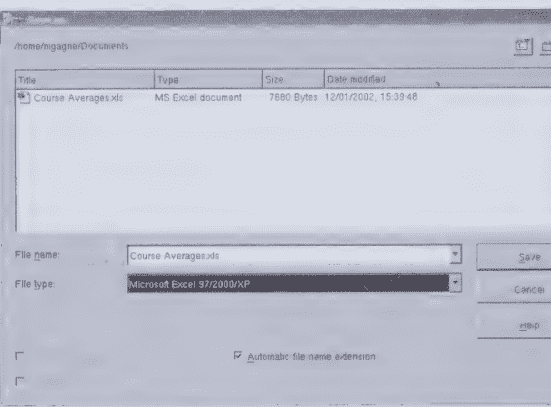 /home/mgagne/Documents
Title Type Size Date modified
Course Averages.xls MS Excel document 7680 Bytes 12/01/2002, 15:39:48
File name: Course Averages.xls Save
File type: Microsoft Excel 97/2000/XP
Cancel
Help
Automatic file name extension